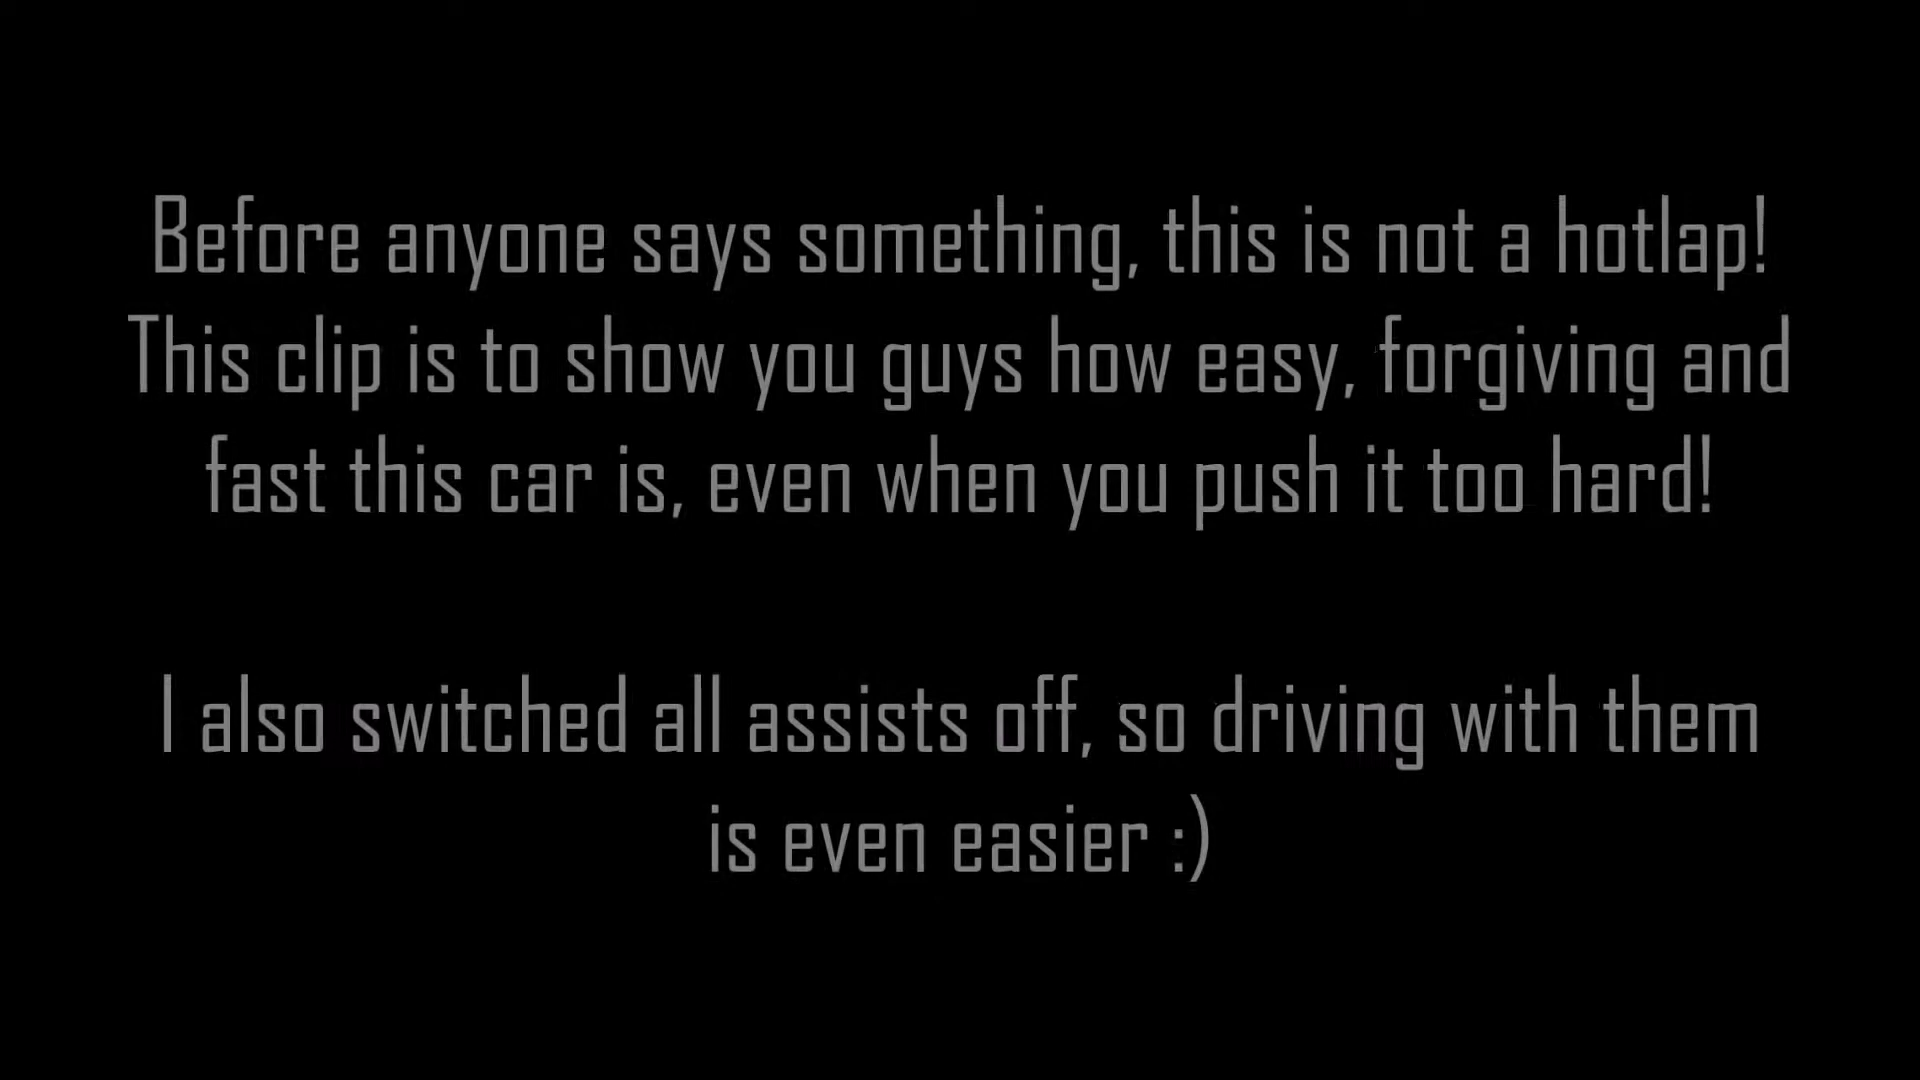 Before anyone says something, this is not a hotlap!
This clip is to show you guys how easy, forgiving and
fast this car is, even when you push it too hard!
I also switched all assists off, so driving with them
is even easier :)